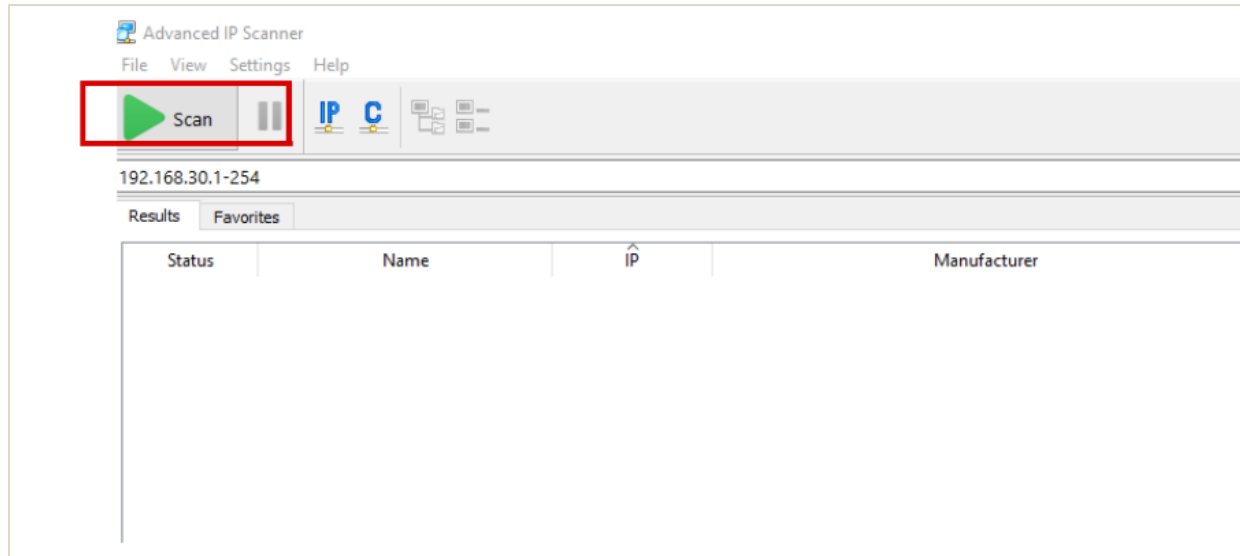 Advanced IP Scanner
File View Settings Help
Scan IP C
192.168.30.1-254
Results Favorites
Status Name IP Manufacturer